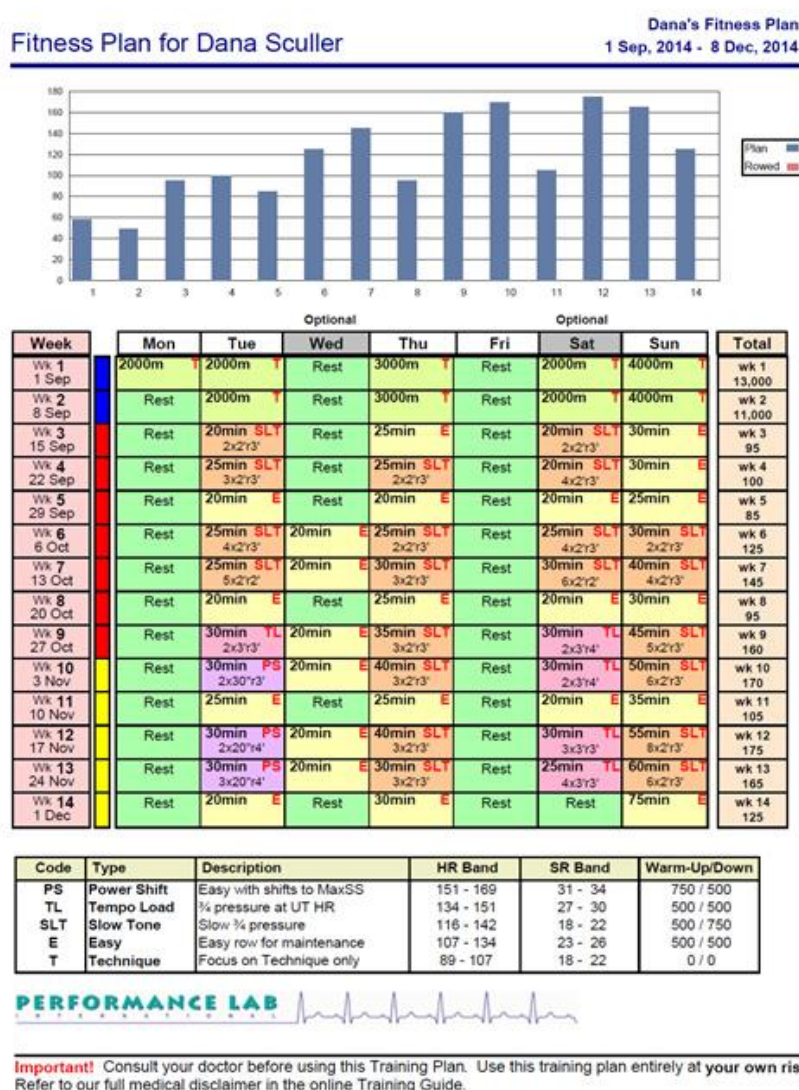 Fitness Plan for Dana Sculler
Dana's Fitness Plan
1 Sep, 2014 - 8 Dec, 2014
180
160
140
120
100
80
60
40
20
0
1 2 3 4 5 6 7 8 9 10 11 12 13 14
Plan
Rowed
Optional Optional
Week Mon Tue Wed Thu Fri Sat Sun Total
Wk 1 2000m T 2000m T Rest 3000m T Rest 2000m T 4000m T wk 1
1 Sep 13,000
Wk 2 Rest 2000m T Rest 3000m T Rest 2000m T 4000m T wk 2
8 Sep 11,000
Wk 3 Rest 20min SLT Rest 25min E Rest 20min SLT 30min E wk 3
15 Sep 2x2'r3' 2x2'r3' 95
Wk 4 Rest 25min SLT Rest 25min SLT Rest 20min SLT 30min E wk 4
22 Sep 3x2'r3' 2x2'r3' 4x2'r3' 100
Wk 5 Rest 20min E Rest 20min E Rest 20min E 25min E wk 5
29 Sep 85
Wk 6 Rest 25min SLT 20min E 25min SLT Rest 25min SLT 30min SLT wk 6
6 Oct 4x2'r3' 2x2'r3' 4x2'r3' 2x2'r3' 125
Wk 7 Rest 25min SLT 20min E 30min SLT Rest 30min SLT 40min SLT wk 7
13 Oct 5x2'r2' 3x2'r3' 6x2'r2' 4x2'r3' 145
Wk 8 Rest 20min E Rest 25min E Rest 20min E 30min E wk 8
20 Oct 95
Wk 9 Rest 30min TL 20min E 35min SLT Rest 30min TL 45min SLT wk 9
27 Oct 2x3'r3' 3x2'r3' 2x3'r4' 5x2'r3' 160
Wk 10 Rest 30min PS 20min E 40min SLT Rest 30min TL 50min SLT wk 10
3 Nov 2x30"r3' 3x2'r3' 2x3'r4' 6x2'r3' 170
Wk 11 Rest 25min E Rest 25min E Rest 20min E 35min E wk 11
10 Nov 105
Wk 12 Rest 30min PS 20min E 40min SLT Rest 30min TL 55min SLT wk 12
17 Nov 2x20"r4' 3x2'r3' 3x3'r3' 8x2'r3' 175
Wk 13 Rest 30min PS 20min E 30min SLT Rest 25min TL 60min SLT wk 13
24 Nov 3x20"r4' 3x2'r3' 4x3'r3' 6x2'r3' 165
Wk 14 Rest 20min E Rest 30min E Rest Rest 75min E wk 14
1 Dec 125
Code Type Description HR Band SR Band Warm-Up/Down
PS Power Shift Easy with shifts to MaxSS 151 - 169 31 - 34 750 / 500
TL Tempo Load ¾ pressure at UT HR 134 - 151 27 - 30 500 / 500
SLT Slow Tone Slow ¾ pressure 116 - 142 18 - 22 500 / 750
E Easy Easy row for maintenance 107 - 134 23 - 26 500 / 500
T Technique Focus on Technique only 89 - 107 18 - 22 0 / 0
PERFORMANCE LAB
INTERNATIONAL
Important! Consult your doctor before using this Training Plan. Use this training plan entirely at your own ris
Refer to our full medical disclaimer in the online Training Guide.